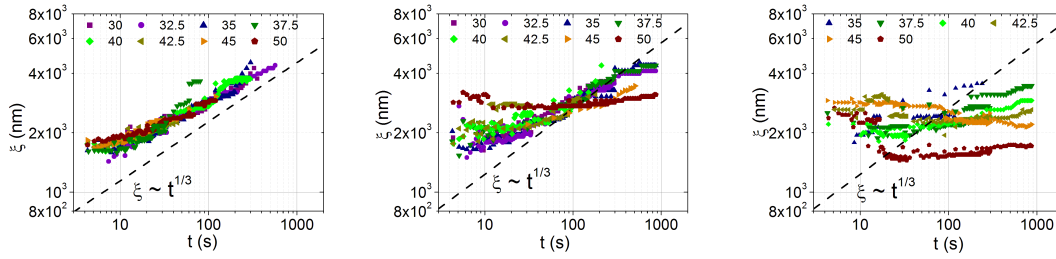 8x10³
30 32.5 35 37.5
6x10³
40 42.5 45 50
4x10³
ξ (nm)
2x10³
ξ ~ t^1/3
10³
8x10²
10 100 1000
t (s)
8x10³
30 32.5 35 37.5
6x10³
40 42.5 45 50
4x10³
ξ (nm)
2x10³
ξ ~ t^1/3
10³
8x10²
10 100 1000
t (s)
8x10³
35 37.5 40 42.5
6x10³
45 50
4x10³
ξ (nm)
2x10³
ξ ~ t^1/3
10³
8x10²
10 100 1000
t (s)